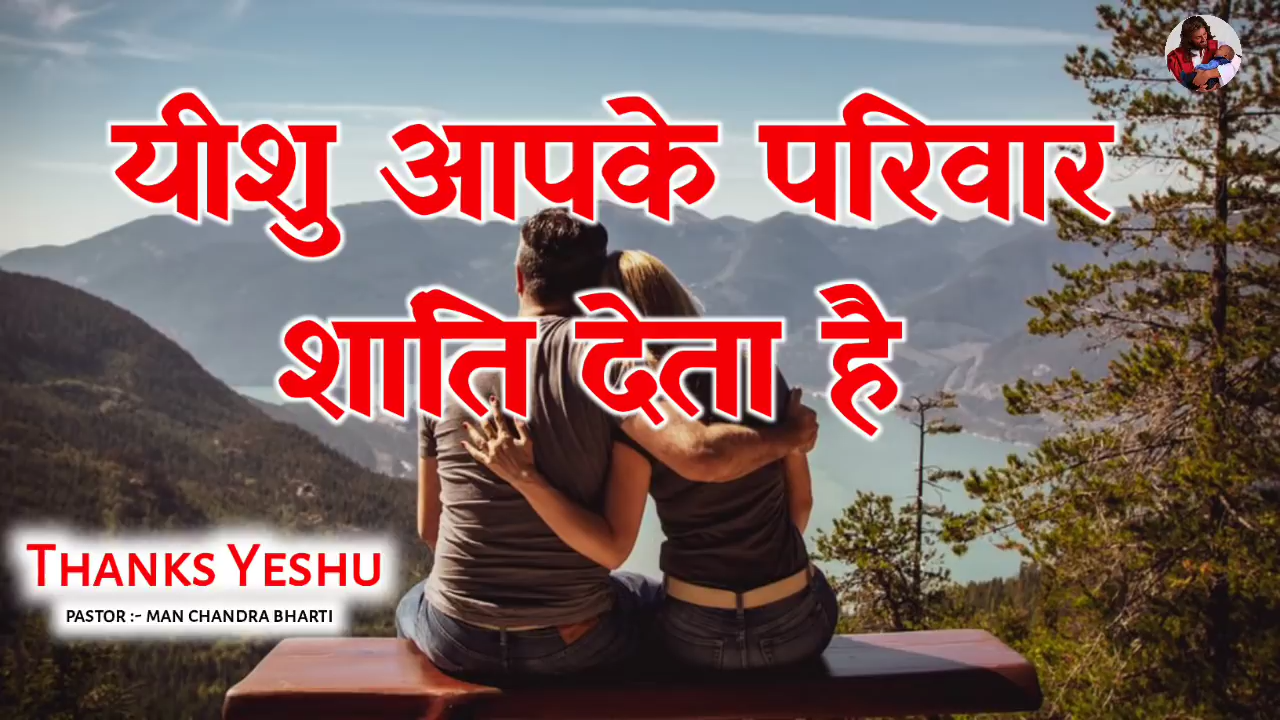 यीशु आपके परिवार
शांति देता है
THANKS YESHU
PASTOR :- MAN CHANDRA BHARTI